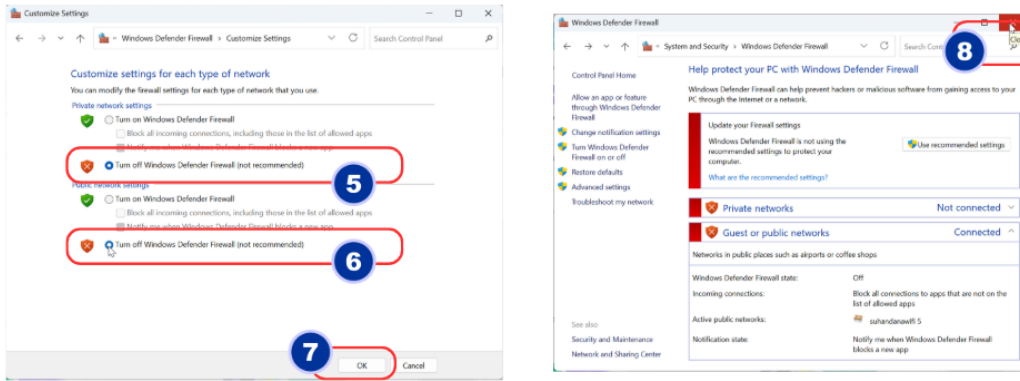 Customize Settings
Windows Defender Firewall > Customize Settings
Search Control Panel
Customize settings for each type of network
You can modify the firewall settings for each type of network that you use.
Private network settings
Turn on Windows Defender Firewall
Block all incoming connections, including those in the list of allowed apps
Notify me when Windows Defender Firewall blocks a new app
Turn off Windows Defender Firewall (not recommended)
5
Public network settings
Turn on Windows Defender Firewall
Block all incoming connections, including those in the list of allowed apps
Notify me when Windows Defender Firewall blocks a new app
Turn off Windows Defender Firewall (not recommended)
6
7
OK
Cancel
Windows Defender Firewall
8
System and Security > Windows Defender Firewall
Search Cont
Clo
Control Panel Home
Allow an app or feature
through Windows Defender
Firewall
Change notification settings
Turn Windows Defender
Firewall on or off
Restore defaults
Advanced settings
Troubleshoot my network
See also
Security and Maintenance
Network and Sharing Center
Help protect your PC with Windows Defender Firewall
Windows Defender Firewall can help prevent hackers or malicious software from gaining access to your
PC through the Internet or a network.
Update your Firewall settings
Windows Defender Firewall is not using the
recommended settings to protect your
computer.
What are the recommended settings?
Use recommended settings
Private networks Not connected
Guest or public networks Connected
Networks in public places such as airports or coffee shops
Windows Defender Firewall state: Off
Incoming connections: Block all connections to apps that are not on the
list of allowed apps
Active public networks: suhandanawifi 5
Notification state: Notify me when Windows Defender Firewall
blocks a new app